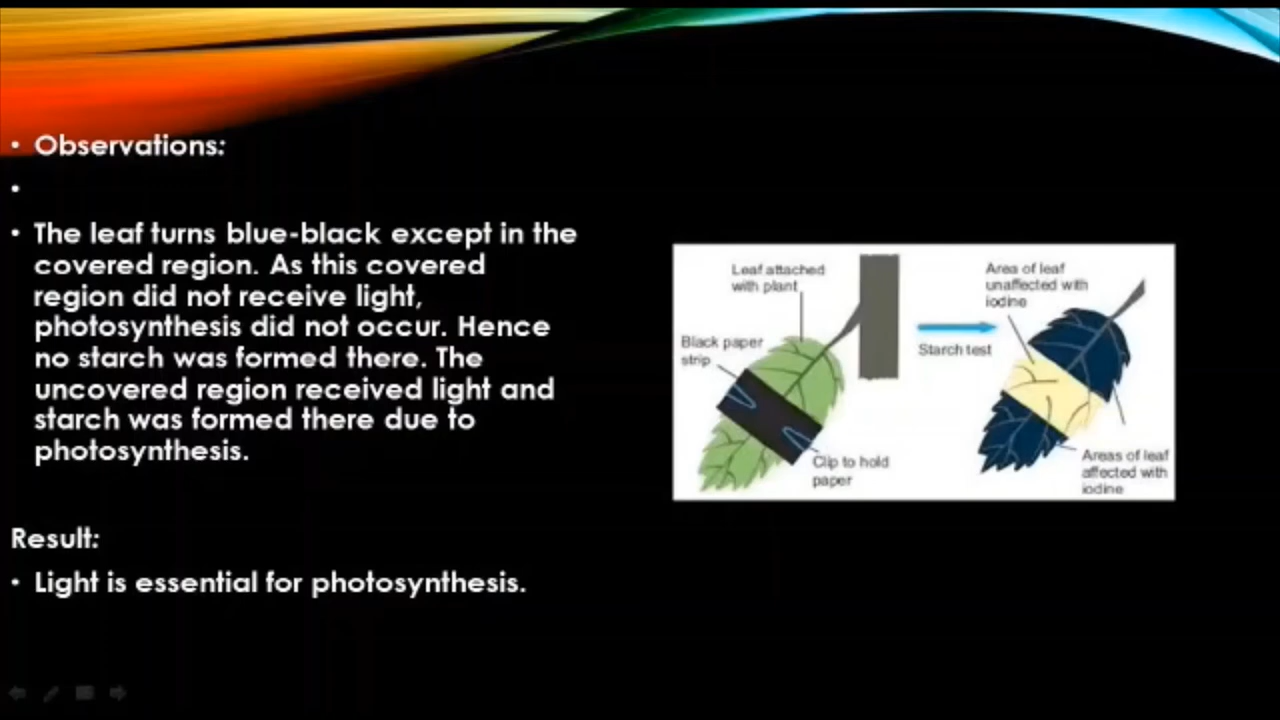 • Observations:
•
• The leaf turns blue-black except in the
covered region. As this covered
region did not receive light,
photosynthesis did not occur. Hence
no starch was formed there. The
uncovered region received light and
starch was formed there due to
photosynthesis.
Result:
• Light is essential for photosynthesis.
Leaf attached
with plant
Black paper
strip
Clip to hold
paper
Starch test
Area of leaf
unaffected with
iodine
Areas of leaf
affected with
iodine